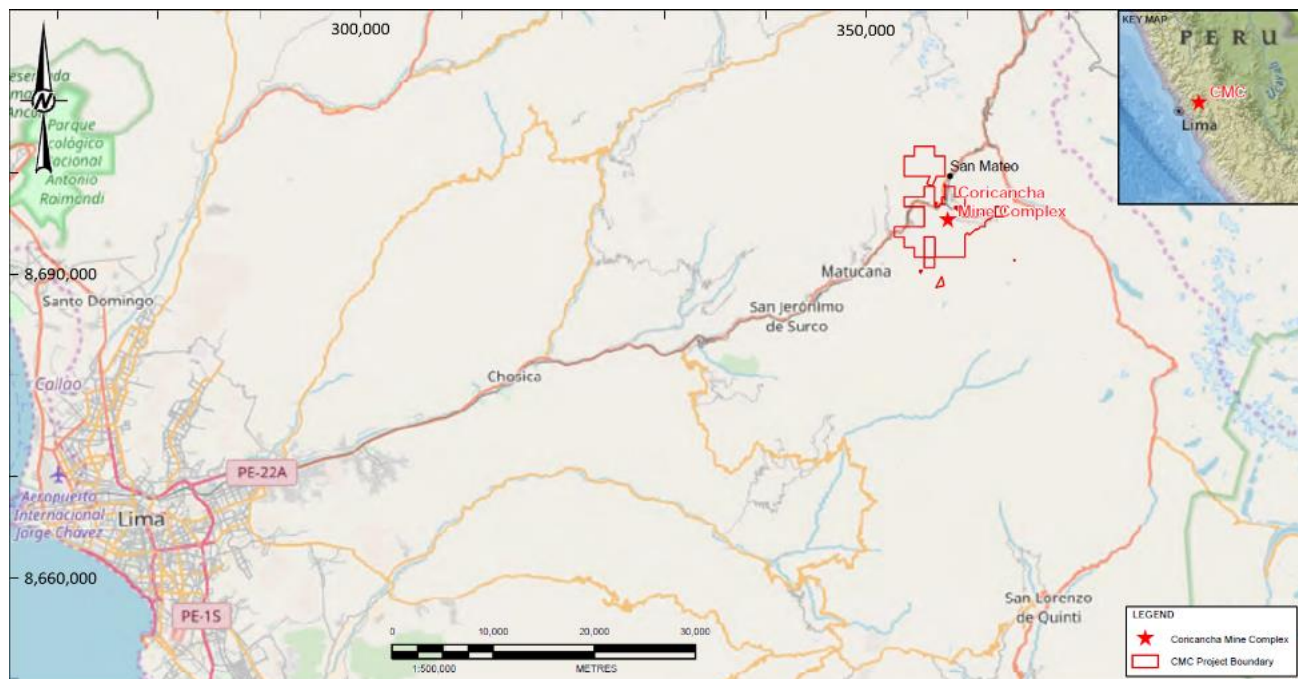 300,000
350,000
KEY MAP
PERU
Ucayali
CMC
Lima
N
Parque
Ecológico
Nacional
Antonio
Raimondi
San Mateo
Coricancha
Mine Complex
8,690,000
Santo Domingo
Matucana
San Jerónimo
de Surco
Callao
Chosica
PE-22A
Aeropuerto
Internacional
Jorge Chávez
Lima
8,660,000
PE-1S
San Lorenzo
de Quinti
0 10,000 20,000 30,000
1:500,000 METRES
LEGEND
Coricancha Mine Complex
CMC Project Boundary